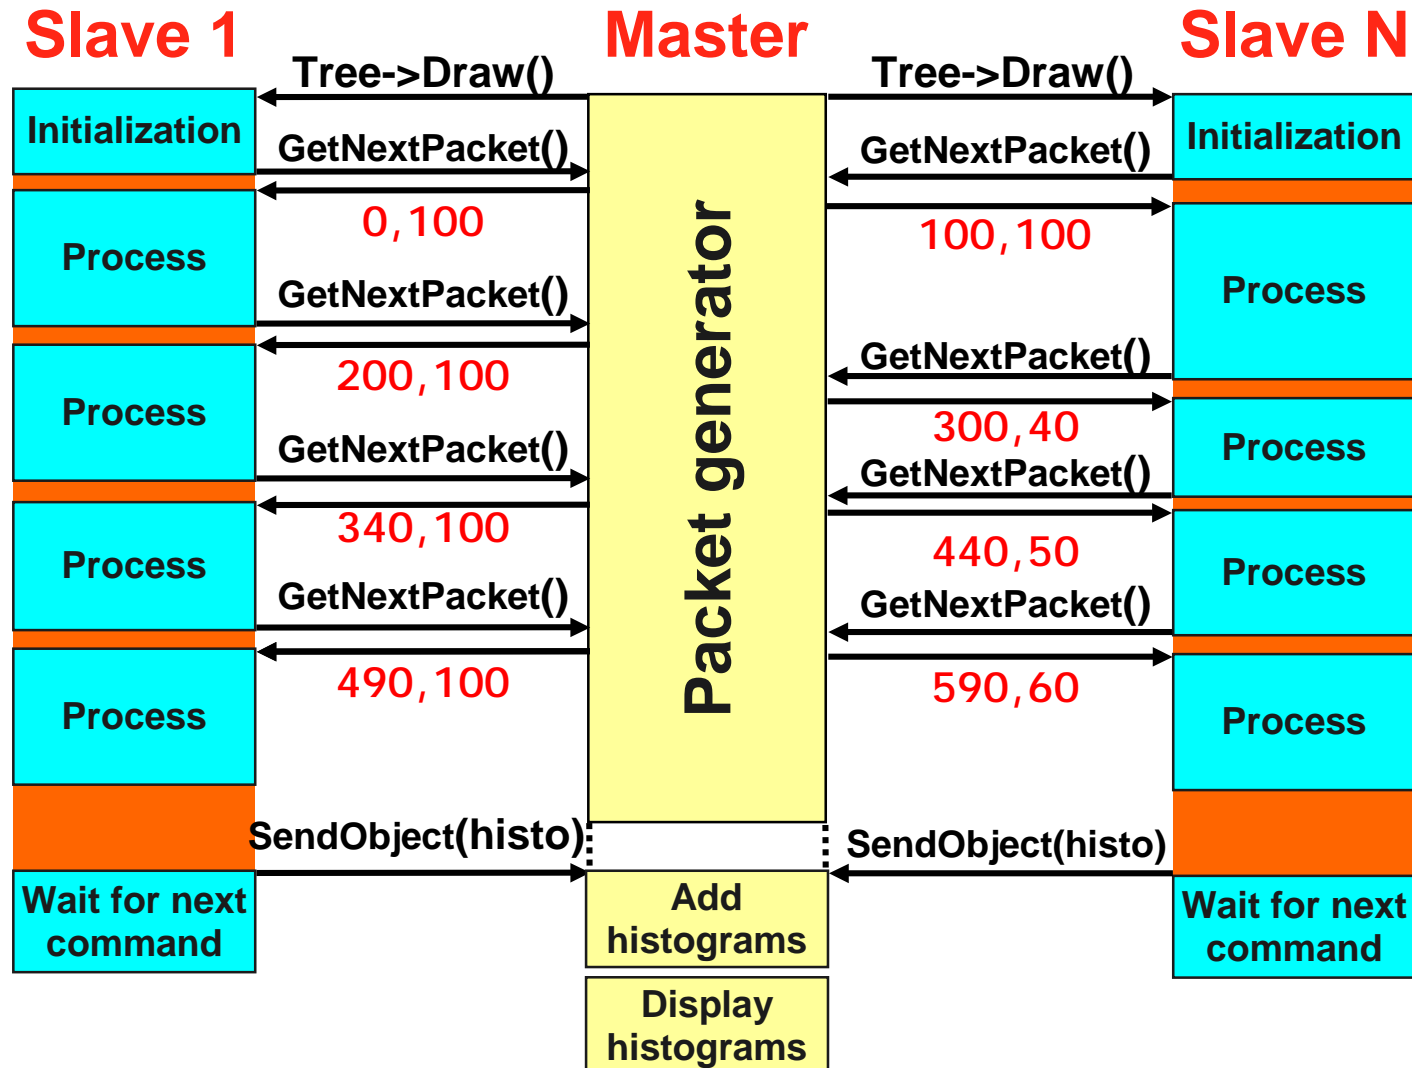 Slave 1
Master
Slave N
Tree->Draw()
Tree->Draw()
Initialization
Initialization
GetNextPacket()
GetNextPacket()
0,100
100,100
Process
Process
GetNextPacket()
GetNextPacket()
200,100
300,40
Process
Process
GetNextPacket()
GetNextPacket()
340,100
440,50
Process
Process
GetNextPacket()
GetNextPacket()
490,100
590,60
Process
Process
Packet generator
SendObject(histo)
SendObject(histo)
Wait for next
command
Add
histograms
Wait for next
command
Display
histograms